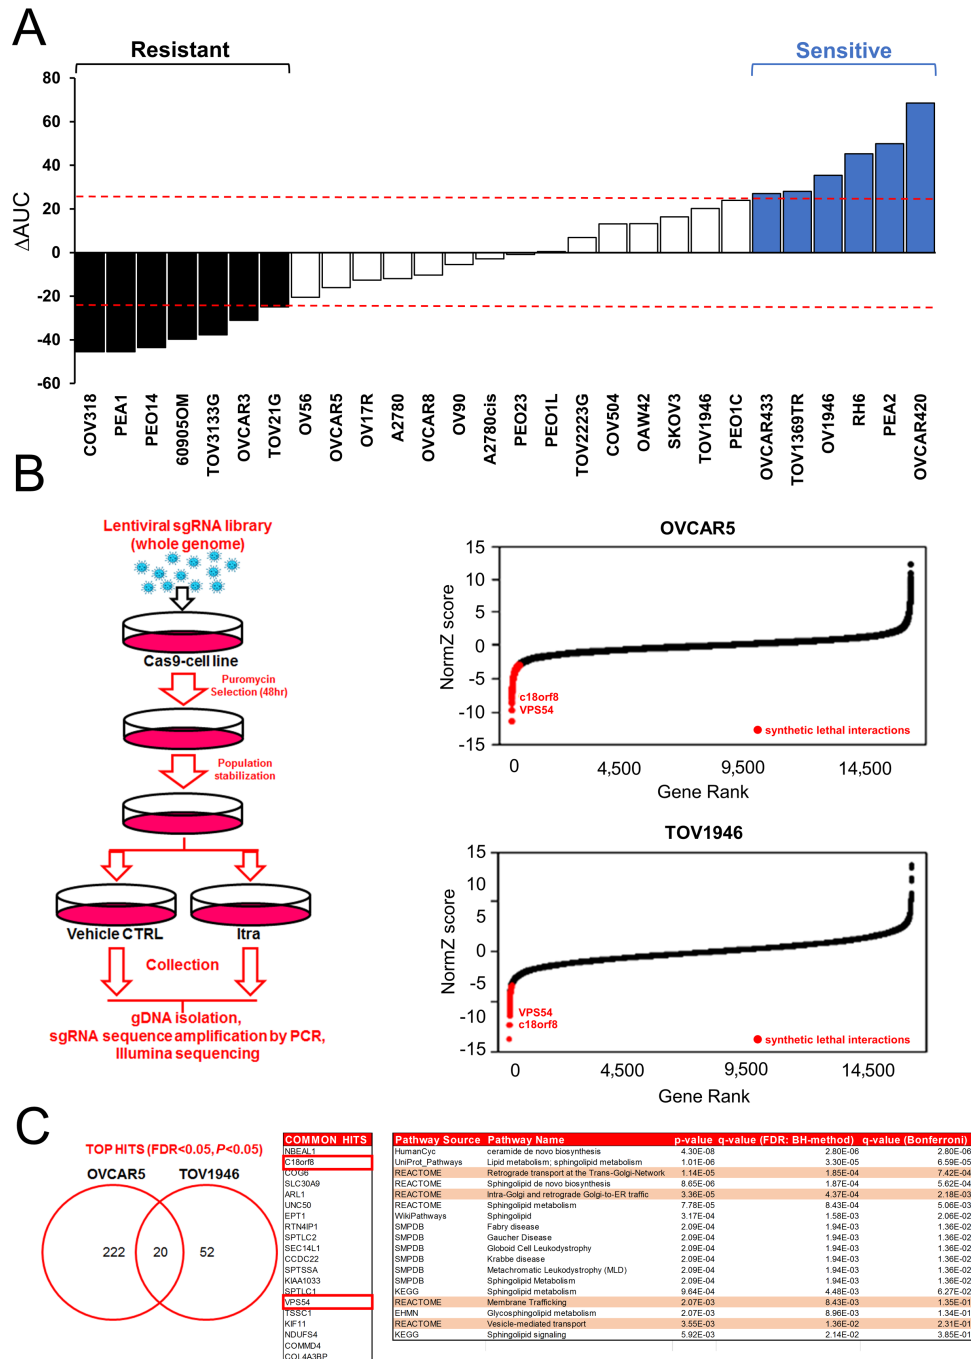 A
Resistant
Sensitive
80
60
40
20
0
-20
-40
-60
ΔAUC
COV318
PEA1
PEO14
60905OM
TOV3133G
OVCAR3
TOV21G
OV56
OVCAR5
OV17R
A2780
OVCAR8
OV90
A2780cis
PEO23
PEO1L
TOV2223G
COV504
OAW42
SKOV3
TOV1946
PEO1C
OVCAR433
TOV1369TR
OV1946
RH6
PEA2
OVCAR420
B
Lentiviral sgRNA library
(whole genome)
Cas9-cell line
Puromycin
Selection (48hr)
Population
stabilization
Vehicle CTRL
Itra
Collection
gDNA isolation,
sgRNA sequence amplification by PCR,
Illumina sequencing
OVCAR5
15
10
5
0
-5
-10
-15
NormZ score
c18orf8
VPS54
synthetic lethal interactions
0 4,500 9,500 14,500
Gene Rank
TOV1946
15
10
5
0
-5
-10
-15
NormZ score
VPS54
c18orf8
synthetic lethal interactions
0 4,500 9,500 14,500
Gene Rank
C
TOP HITS (FDR<0.05, P<0.05)
OVCAR5 TOV1946
222 20 52
COMMON HITS
NBEAL1
C18orf8
COG6
SLC30A9
ARL1
UNC50
EPT1
RTN4IP1
SPTLC2
SEC14L1
CCDC22
SPTSSA
KIAA1033
SPTLC1
VPS54
TSSC1
KIF11
NDUFS4
COMMD4
COL4A3BP
Pathway Source Pathway Name p-value q-value (FDR: BH-method) q-value (Bonferroni)
HumanCyc ceramide de novo biosynthesis 4.30E-08 2.80E-06 2.80E-06
UniProt_Pathways Lipid metabolism; sphingolipid metabolism 1.01E-06 3.30E-05 6.59E-05
REACTOME Retrograde transport at the Trans-Golgi-Network 1.14E-05 1.85E-04 7.42E-04
REACTOME Sphingolipid de novo biosynthesis 8.65E-06 1.87E-04 5.62E-04
REACTOME Intra-Golgi and retrograde Golgi-to-ER traffic 3.36E-05 4.37E-04 2.18E-03
REACTOME Sphingolipid metabolism 7.78E-05 8.43E-04 5.06E-03
WikiPathways Sphingolipid 3.17E-04 1.58E-03 2.06E-02
SMPDB Fabry disease 2.09E-04 1.94E-03 1.36E-02
SMPDB Gaucher Disease 2.09E-04 1.94E-03 1.36E-02
SMPDB Globoid Cell Leukodystrophy 2.09E-04 1.94E-03 1.36E-02
SMPDB Krabbe disease 2.09E-04 1.94E-03 1.36E-02
SMPDB Metachromatic Leukodystrophy (MLD) 2.09E-04 1.94E-03 1.36E-02
SMPDB Sphingolipid Metabolism 2.09E-04 1.94E-03 1.36E-02
KEGG Sphingolipid metabolism 9.64E-04 4.48E-03 6.27E-02
REACTOME Membrane Trafficking 2.07E-03 8.43E-03 1.35E-01
EHMN Glycosphingolipid metabolism 2.07E-03 8.96E-03 1.34E-01
REACTOME Vesicle-mediated transport 3.55E-03 1.36E-02 2.31E-01
KEGG Sphingolipid signaling 5.92E-03 2.14E-02 3.85E-01